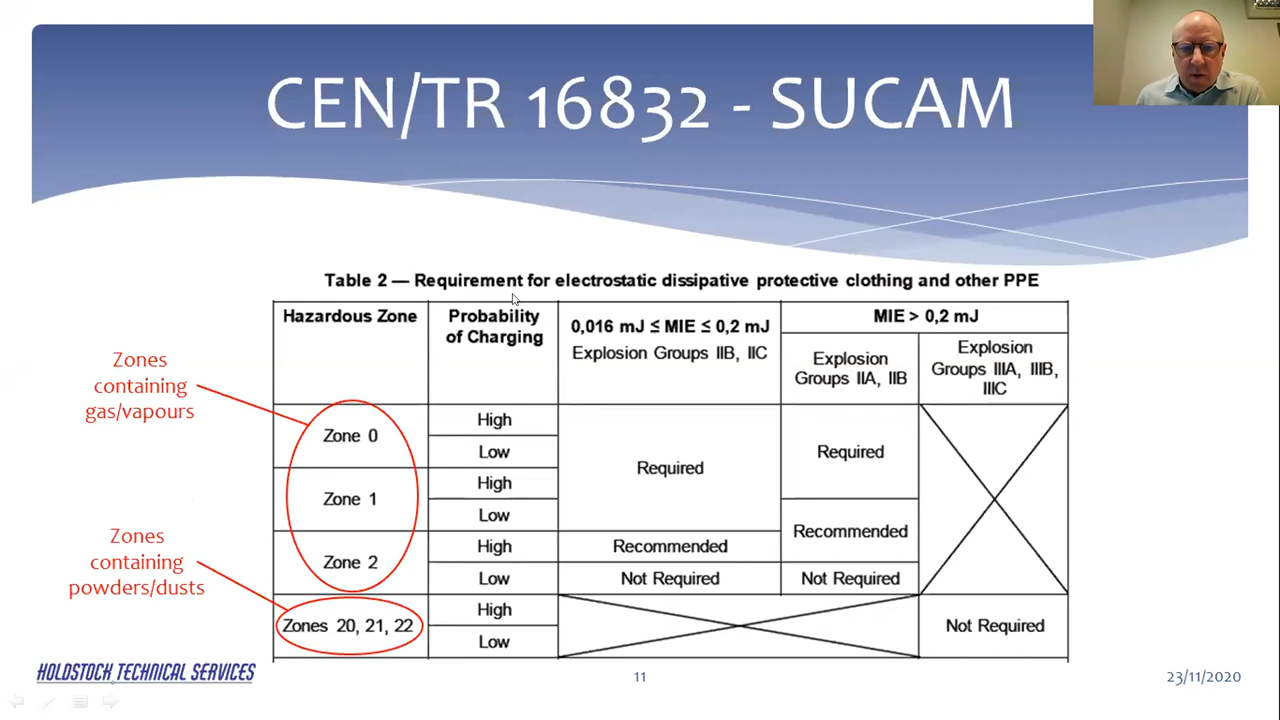 CEN/TR 16832 - SUCAM
Table 2 — Requirement for electrostatic dissipative protective clothing and other PPE
Hazardous Zone
Probability
of Charging
0,016 mJ ≤ MIE ≤ 0,2 mJ
Explosion Groups IIB, IIC
MIE > 0,2 mJ
Explosion
Groups IIA, IIB
Explosion
Groups IIIA, IIIB,
IIIC
Zones
containing
gas/vapours
Zone 0
High
Low
Required
Required
Zone 1
High
Low
Recommended
Zone 2
High
Recommended
Low
Not Required
Not Required
Zones
containing
powders/dusts
Zones 20, 21, 22
High
Low
Not Required
HOLDSTOCK TECHNICAL SERVICES
11
23/11/2020